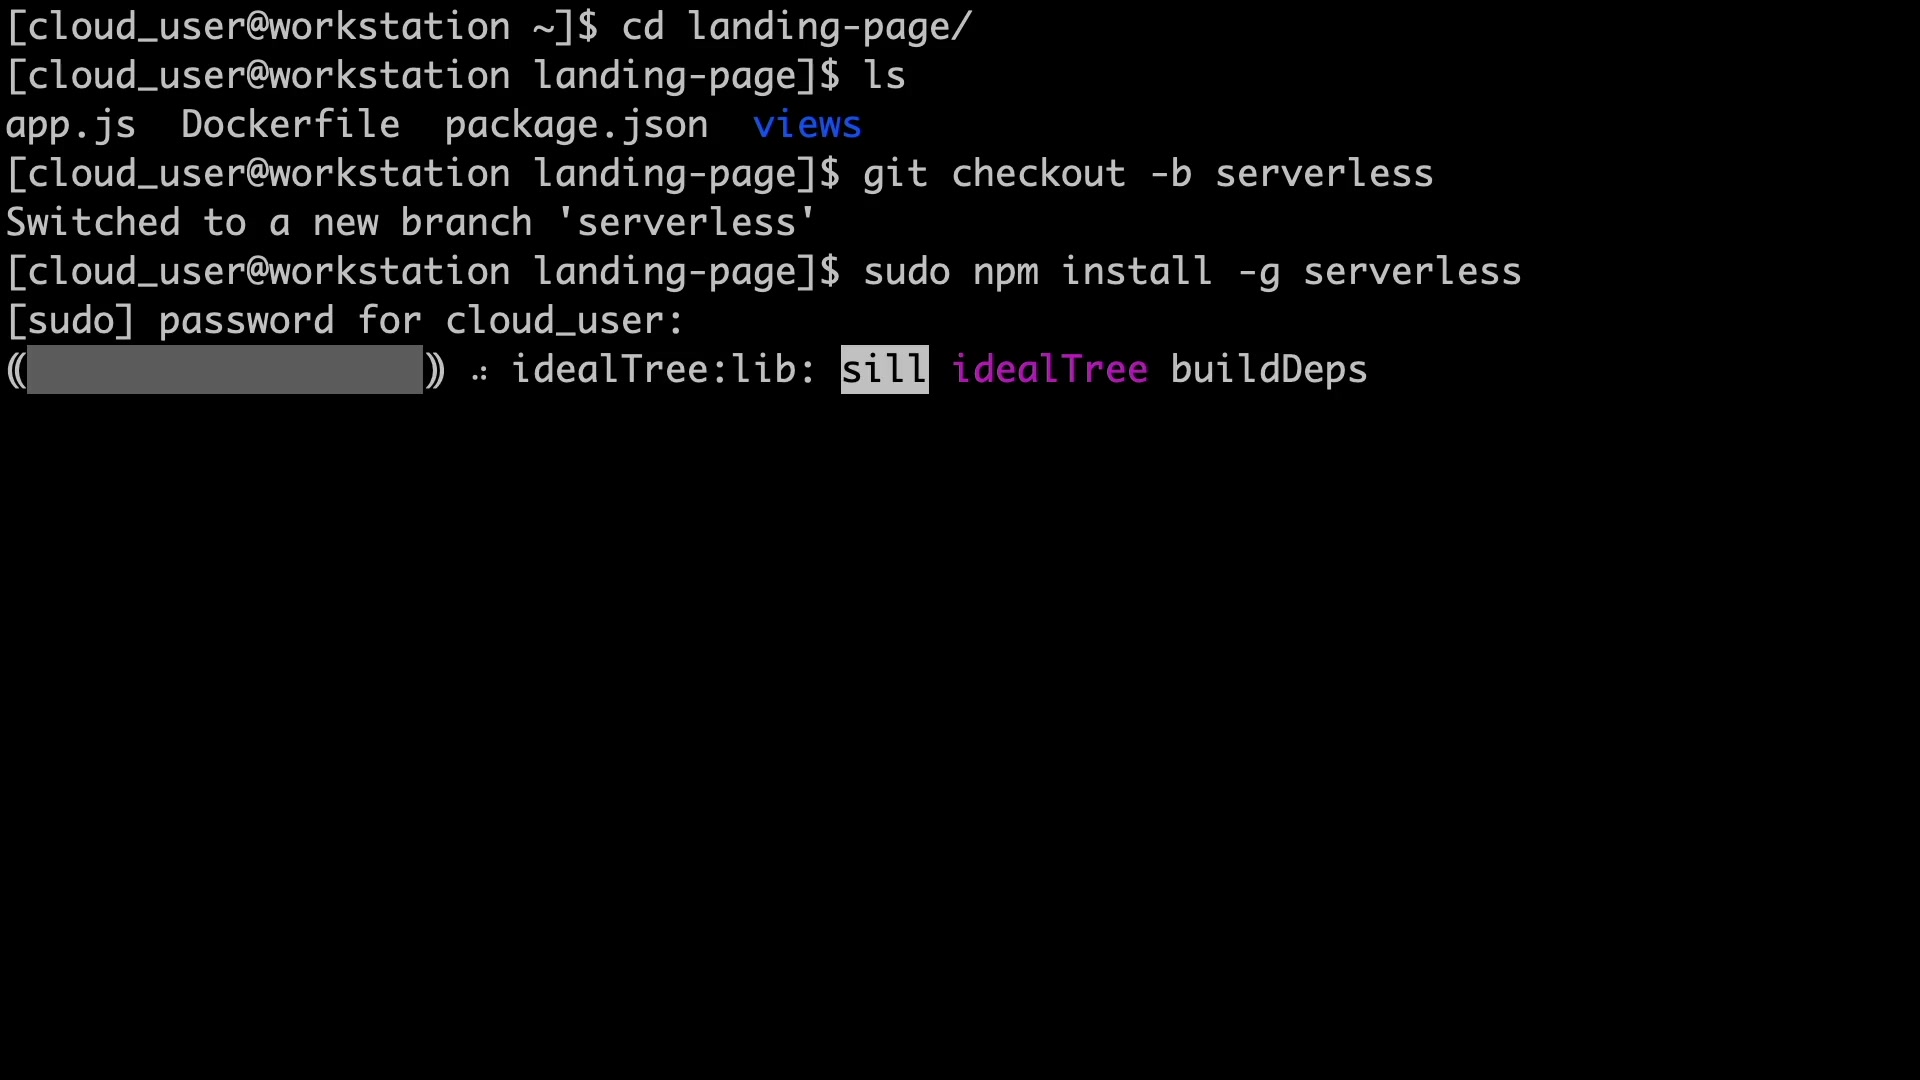 [cloud_user@workstation ~]$ cd landing-page/
[cloud_user@workstation landing-page]$ ls
app.js  Dockerfile  package.json  views
[cloud_user@workstation landing-page]$ git checkout -b serverless
Switched to a new branch 'serverless'
[cloud_user@workstation landing-page]$ sudo npm install -g serverless
[sudo] password for cloud_user:
⸨                  ⸩ ⠴ idealTree:lib: sill idealTree buildDeps